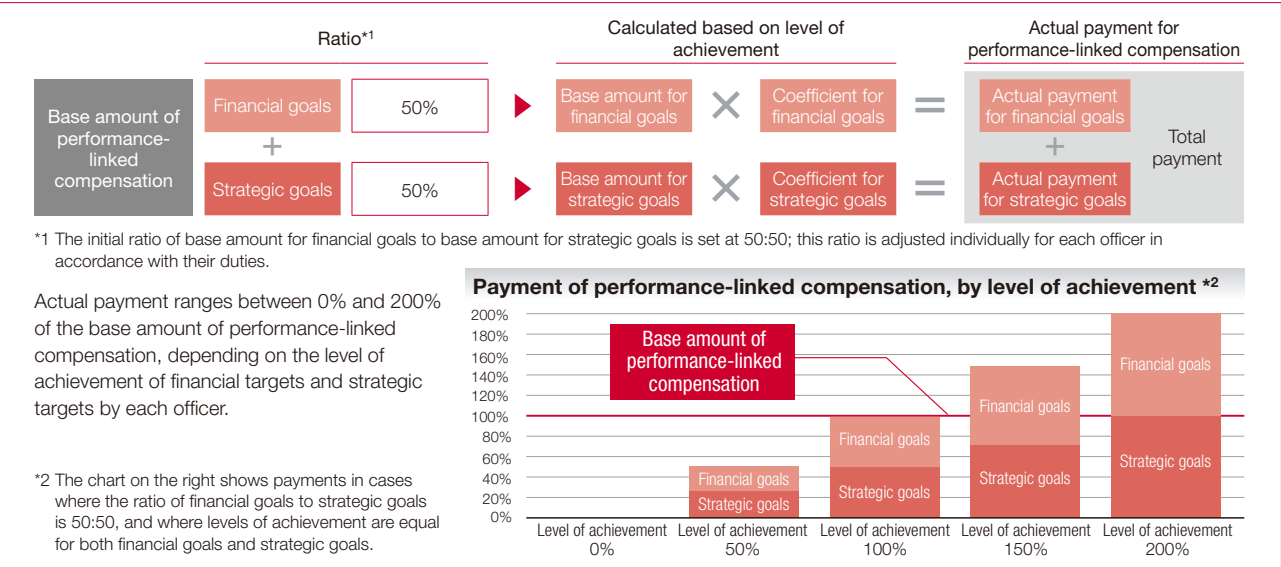 Ratio*1
Calculated based on level of
achievement
Actual payment for
performance-linked compensation
Base amount of
performance-
linked
compensation
Financial goals
50%
Base amount for
financial goals
×
Coefficient for
financial goals
=
Actual payment
for financial goals
+
+
Total
payment
Strategic goals
50%
Base amount for
strategic goals
×
Coefficient for
strategic goals
=
Actual payment
for strategic goals
*1 The initial ratio of base amount for financial goals to base amount for strategic goals is set at 50:50; this ratio is adjusted individually for each officer in
accordance with their duties.
Actual payment ranges between 0% and 200%
of the base amount of performance-linked
compensation, depending on the level of
achievement of financial targets and strategic
targets by each officer.
*2 The chart on the right shows payments in cases
where the ratio of financial goals to strategic goals
is 50:50, and where levels of achievement are equal
for both financial goals and strategic goals.
Payment of performance-linked compensation, by level of achievement *2
200%
180%
160%
140%
120%
100%
80%
60%
40%
20%
0%
Base amount of
performance-linked
compensation
Financial goals
Strategic goals
Financial goals
Strategic goals
Financial goals
Strategic goals
Financial goals
Strategic goals
Level of achievement
0%
Level of achievement
50%
Level of achievement
100%
Level of achievement
150%
Level of achievement
200%